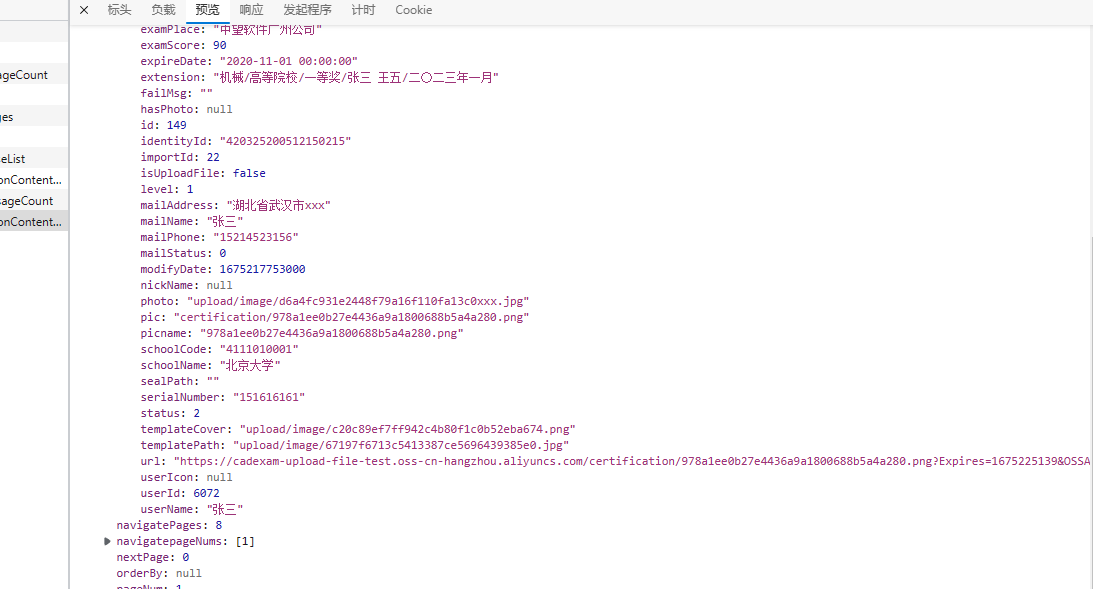 标头 负载 预览 响应 发起程序 计时 Cookie
examPlace: "中望软件广州公司"
examScore: 90
expireDate: "2020-11-01 00:00:00"
ageCount
extension: "机械/高等院校/一等奖/张三 王五/二〇二三年一月"
failMsg: ""
hasPhoto: null
es
id: 149
identityId: "420325200512150215"
importId: 22
eList
isUploadFile: false
onContent...
level: 1
sageCount
mailAddress: "湖北省武汉市xxx"
onContent...
mailName: "张三"
mailPhone: "15214523156"
mailStatus: 0
modifyDate: 1675217753000
nickName: null
photo: "upload/image/d6a4fc931e2448f79a16f110fa13c0xxx.jpg"
pic: "certification/978a1ee0b27e4436a9a1800688b5a4a280.png"
picname: "978a1ee0b27e4436a9a1800688b5a4a280.png"
schoolCode: "4111010001"
schoolName: "北京大学"
sealPath: ""
serialNumber: "151616161"
status: 2
templateCover: "upload/image/c20c89ef7ff942c4b80f1c0b52eba674.png"
templatePath: "upload/image/67197f6713c5413387ce5696439385e0.jpg"
url: "https://cadexam-upload-file-test.oss-cn-hangzhou.aliyuncs.com/certification/978a1ee0b27e4436a9a1800688b5a4a280.png?Expires=1675225139&OSSA
userIcon: null
userId: 6072
userName: "张三"
navigatePages: 8
navigatepageNums: [1]
nextPage: 0
orderBy: null
pageNum: 1